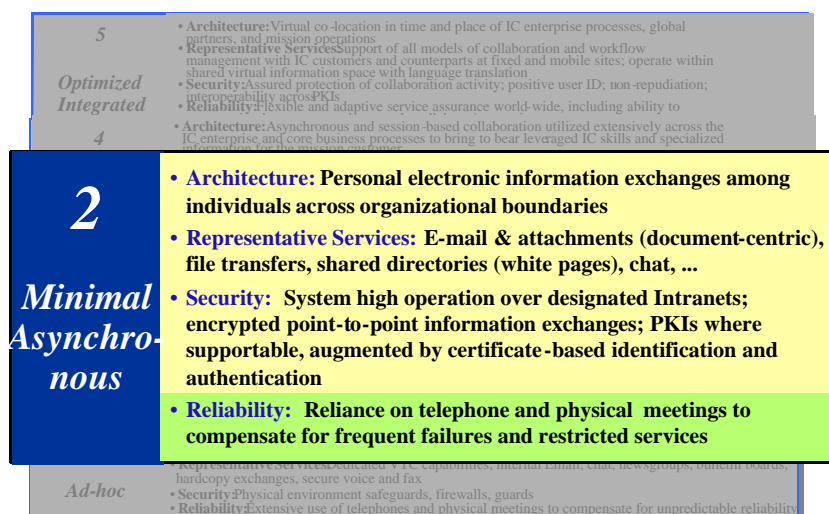 5
Optimized
Integrated
• Architecture:Virtual co-location in time and place of IC enterprise processes, global
partners, and mission operations
• Representative Services:Support of all models of collaboration and workflow
management with IC customers and counterparts at fixed and mobile sites; operate within
shared virtual information space with language translation
• Security:Assured protection of collaboration activity; positive user ID; non-repudiation;
interoperability across PKIs
• Reliability:Flexible and adaptive service assurance world-wide, including ability to
4
• Architecture:Asynchronous and session-based collaboration utilized extensively across the
IC enterprise and core business processes to bring to bear leveraged IC skills and specialized
information for the mission customer
2
Minimal
Asynchro-
nous
• Architecture: Personal electronic information exchanges among
individuals across organizational boundaries
• Representative Services: E-mail & attachments (document-centric),
file transfers, shared directories (white pages), chat, ...
• Security: System high operation over designated Intranets;
encrypted point-to-point information exchanges; PKIs where
supportable, augmented by certificate-based identification and
authentication
• Reliability: Reliance on telephone and physical meetings to
compensate for frequent failures and restricted services
Ad-hoc
• Representative Services:Dedicated VTC capabilities, internal Email, chat, newsgroups, bulletin boards,
hardcopy exchanges, secure voice and fax
• Security:Physical environment safeguards, firewalls, guards
• Reliability:Extensive use of telephones and physical meetings to compensate for unpredictable reliability